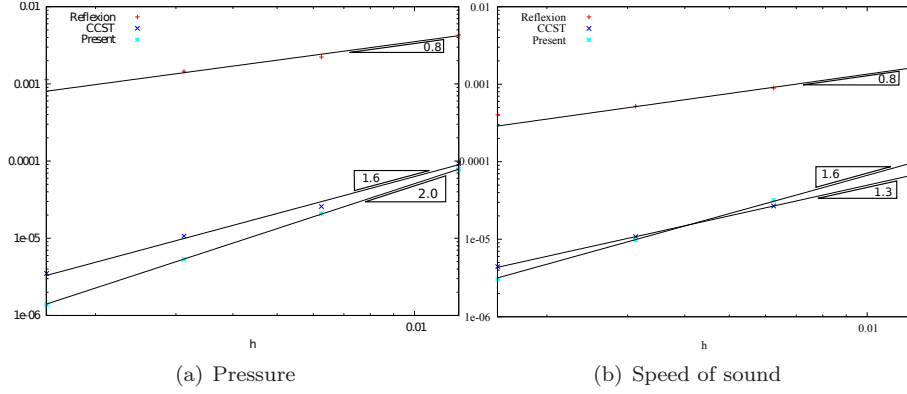 0.01
Reflexion
CCST
Present
0.8
0.001
0.0001
1.6
2.0
1e-05
1e-06
0.01
h
(a) Pressure
0.01
Reflexion
CCST
Present
0.8
0.001
0.0001
1.6
1.3
1e-05
1e-06
0.01
h
(b) Speed of sound